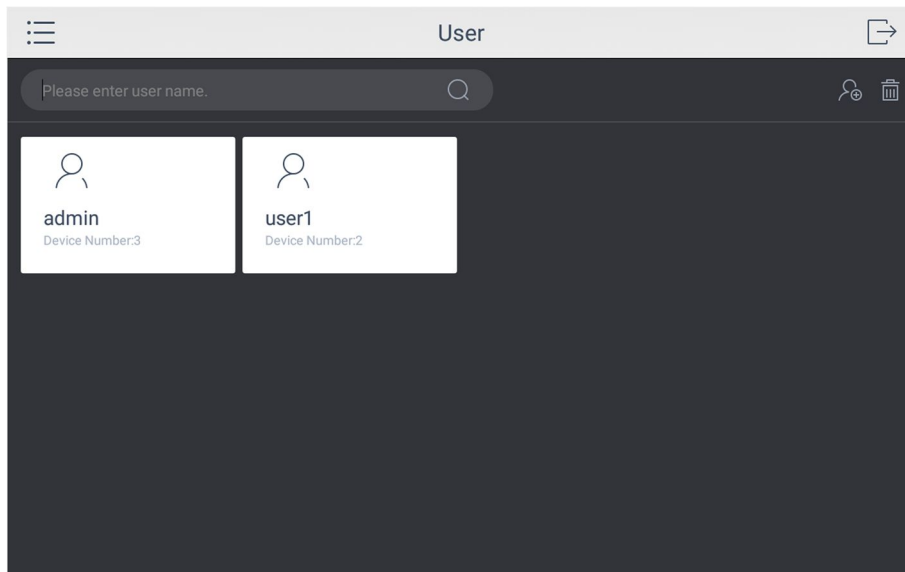 User
Please enter user name.
admin
Device Number:3
user1
Device Number:2